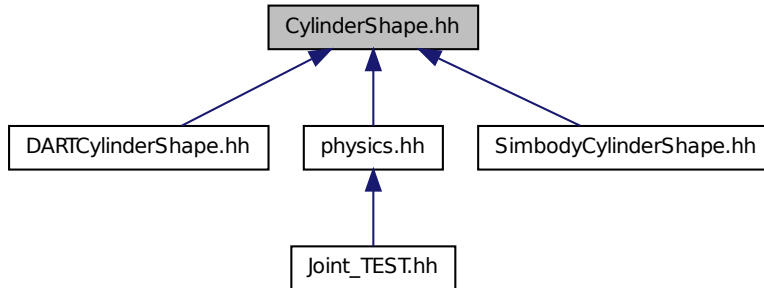 CylinderShape.hh
DARTCylinderShape.hh
physics.hh
SimbodyCylinderShape.hh
Joint_TEST.hh